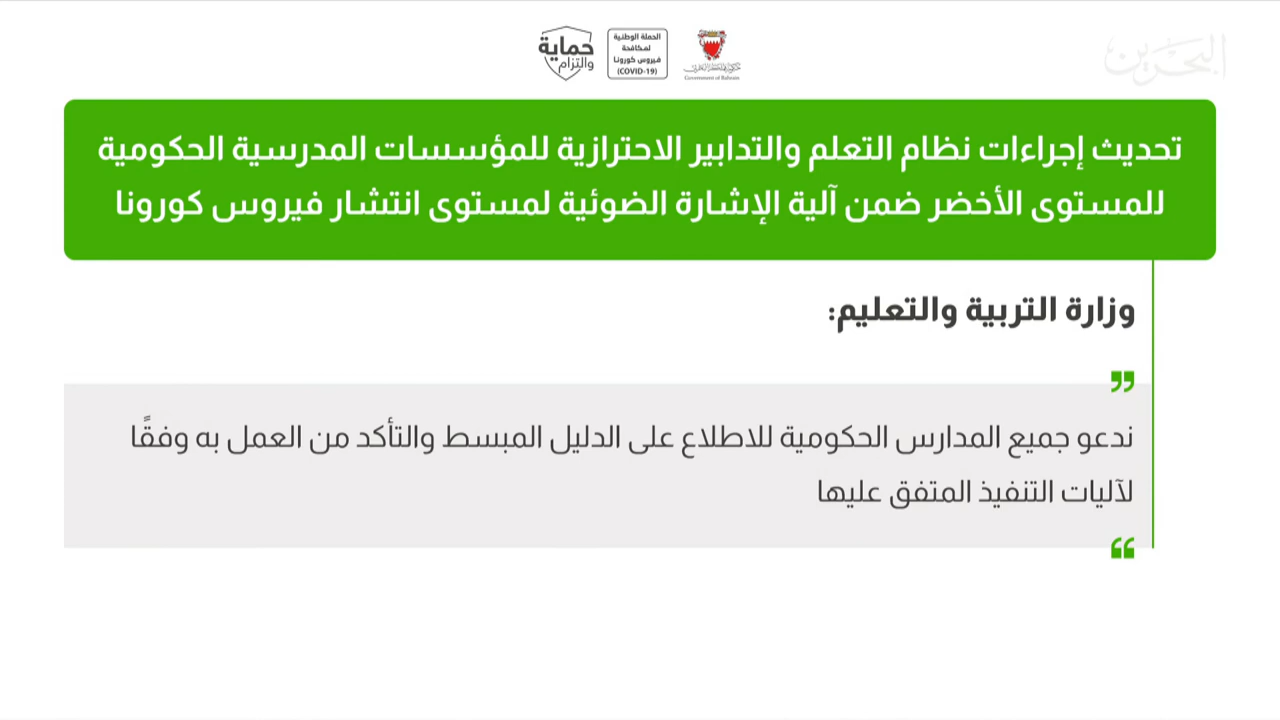 حماية
والتزام
الحملة الوطنية
لمكافحة
فيروس كورونا
(COVID-19)
Government of Bahrain
البحرين
تحديث إجراءات نظام التعلم والتدابير الاحترازية للمؤسسات المدرسية الحكومية
للمستوى الأخضر ضمن آلية الإشارة الضوئية لمستوى انتشار فيروس كورونا
وزارة التربية والتعليم:
”
ندعو جميع المدارس الحكومية للاطلاع على الدليل المبسط والتأكد من العمل به وفقًا
لآليات التنفيذ المتفق عليها
“